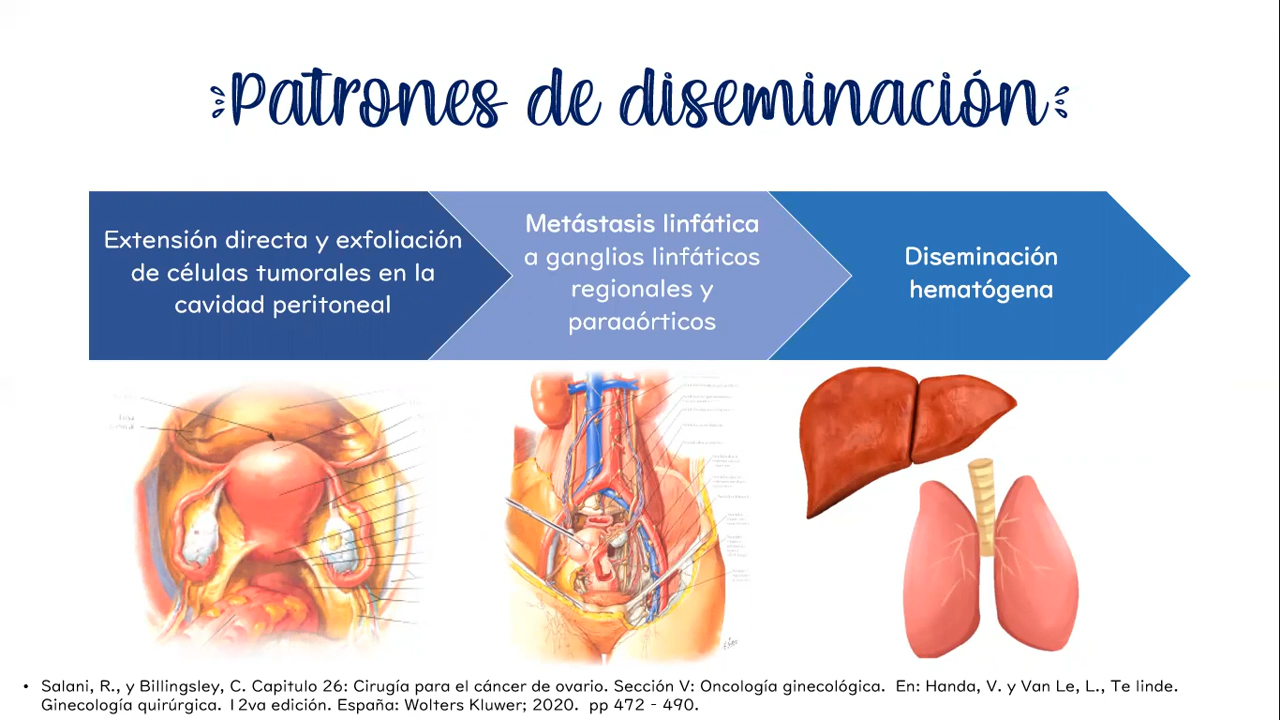 Patrones de diseminación
Extensión directa y exfoliación
de células tumorales en la
cavidad peritoneal
Metástasis linfática
a ganglios linfáticos
regionales y
paraaórticos
Diseminación
hematógena
• Salani, R., y Billingsley, C. Capitulo 26: Cirugía para el cáncer de ovario. Sección V: Oncología ginecológica. En: Handa, V. y Van Le, L., Te linde.
Ginecología quirúrgica. 12va edición. España: Wolters Kluwer; 2020. pp 472 - 490.